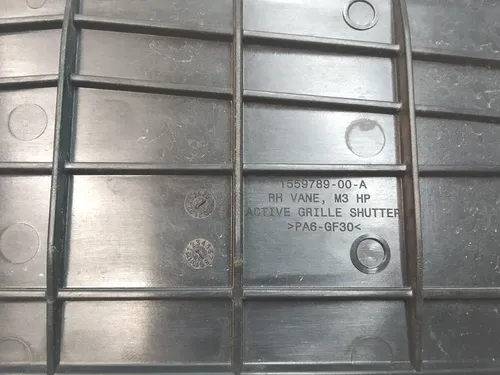 1559789-00-A
RH VANE, M3 HP
ACTIVE GRILLE SHUTTER
>PA6-GF30<